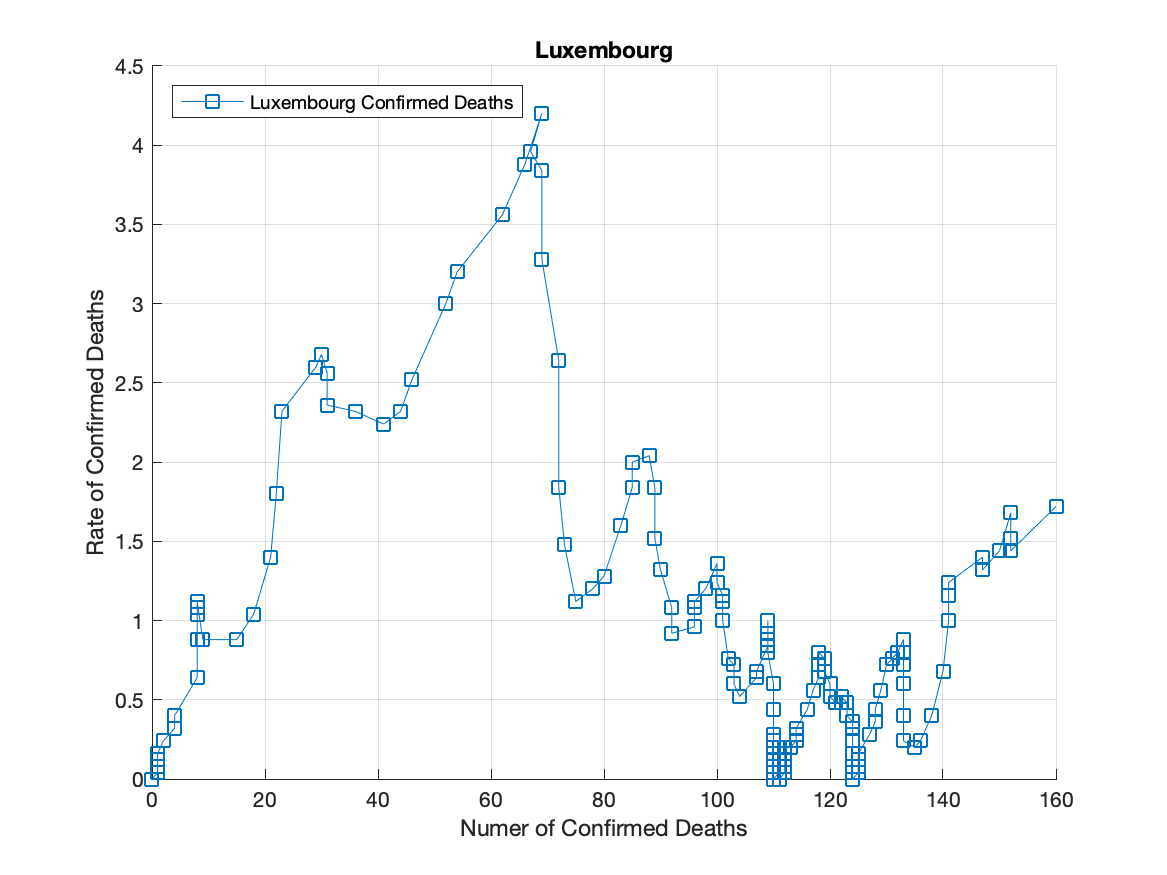 Luxembourg
Luxembourg Confirmed Deaths
4.5
4
3.5
3
2.5
2
1.5
1
0.5
0
Rate of Confirmed Deaths
0 20 40 60 80 100 120 140 160
Numer of Confirmed Deaths